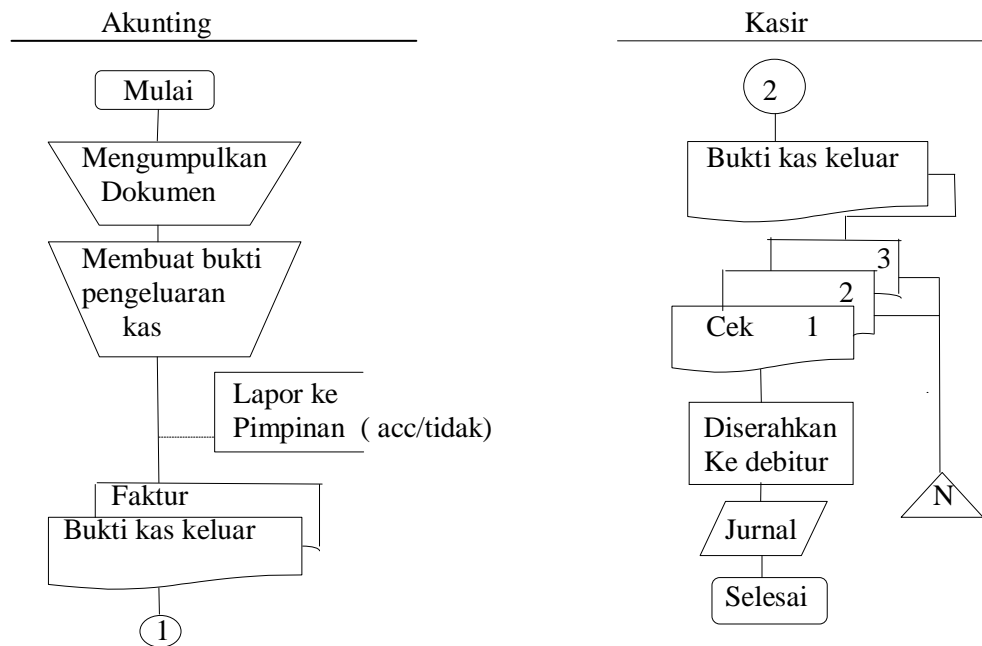 Akunting
Mulai
Mengumpulkan
Dokumen
Membuat bukti
pengeluaran
kas
Lapor ke
Pimpinan ( acc/tidak)
Faktur
Bukti kas keluar
1
Kasir
2
Bukti kas keluar
3
2
Cek 1
Diserahkan
Ke debitur
N
Jurnal
Selesai